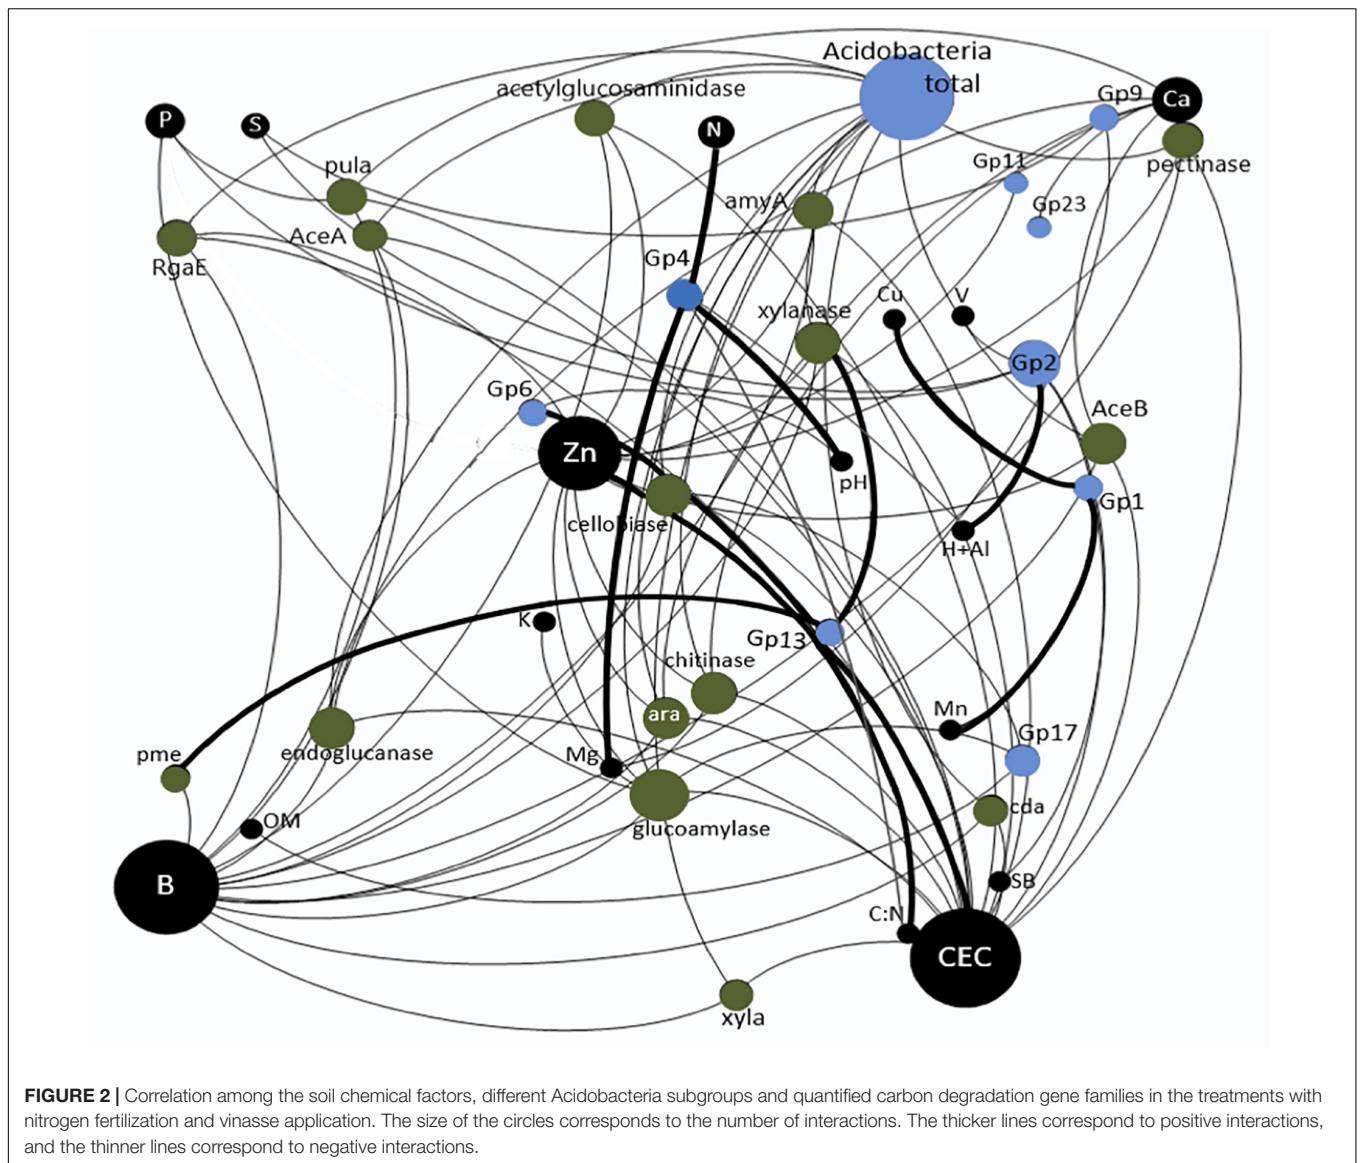 Acidobacteria
total
acetylglucosaminidase
Gp9
Ca
P
S
N
pectinase
pula
Gp11
amyA
Gp23
AceA
RgaE
Gp4
xylanase
Cu
V
Gp2
Gp6
AceB
Zn
pH
cellobiase
Gp1
H+Al
K
Gp13
chitinase
ara
Mn
Gp17
pme
endoglucanase
Mg
cda
OM
glucoamylase
B
SB
C:N
CEC
xyla
FIGURE 2 | Correlation among the soil chemical factors, different Acidobacteria subgroups and quantified carbon degradation gene families in the treatments with
nitrogen fertilization and vinasse application. The size of the circles corresponds to the number of interactions. The thicker lines correspond to positive interactions,
and the thinner lines correspond to negative interactions.